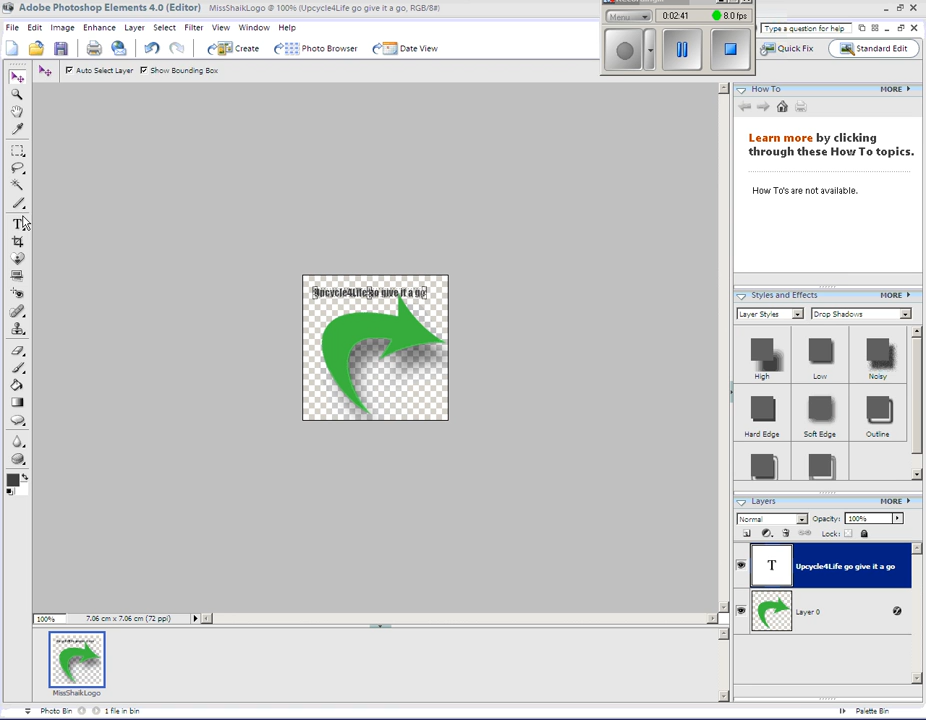 Adobe Photoshop Elements 4.0 (Editor) MissShaikLogo @ 100% (Upcycle4Life go give it a go, RGB/8#)
Menu 0:02:41 8.0 fps
File Edit Image Enhance Layer Select Filter View Window Help
Type a question for help
Create Photo Browser Date View Quick Fix Standard Edit
Auto Select Layer Show Bounding Box
How To MORE
Learn more by clicking
through these How To topics.
How To's are not available.
Upcycle4Life go give it a go
Styles and Effects MORE
Layer Styles Drop Shadows
High Low Noisy
Hard Edge Soft Edge Outline
Layers MORE
Normal Opacity: 100%
Lock:
T Upcycle4Life go give it a go
Layer 0
100% 7.06 cm x 7.06 cm (72 ppi)
MissShaikLogo
Photo Bin 1 file in bin Palette Bin